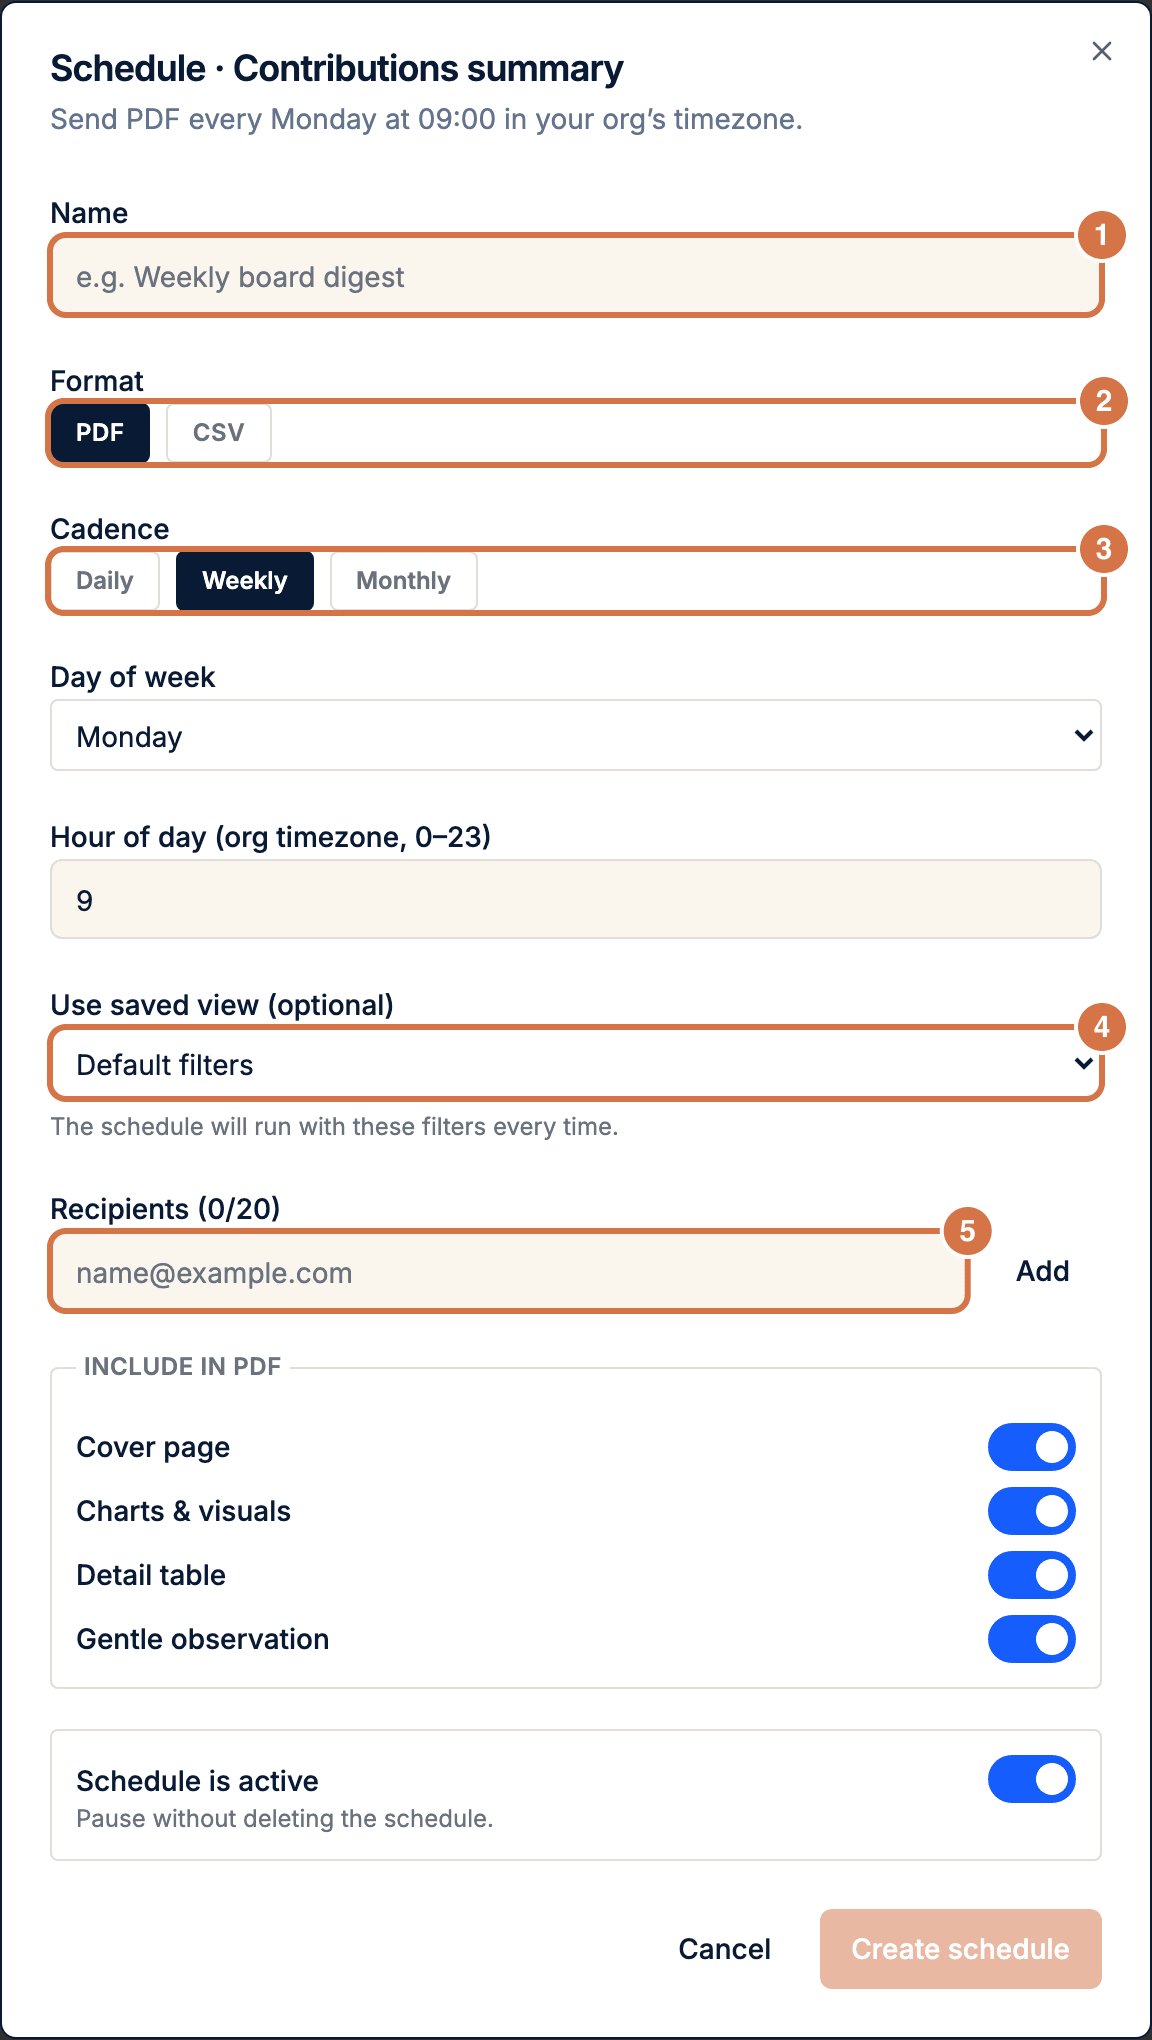 Schedule · Contributions summary
Send PDF every Monday at 09:00 in your org’s timezone.
Name
1
e.g. Weekly board digest
Format
2
PDF CSV
Cadence
3
Daily Weekly Monthly
Day of week
Monday
Hour of day (org timezone, 0–23)
9
Use saved view (optional)
4
Default filters
The schedule will run with these filters every time.
Recipients (0/20)
5
name@example.com Add
INCLUDE IN PDF
Cover page
Charts & visuals
Detail table
Gentle observation
Schedule is active
Pause without deleting the schedule.
Cancel Create schedule